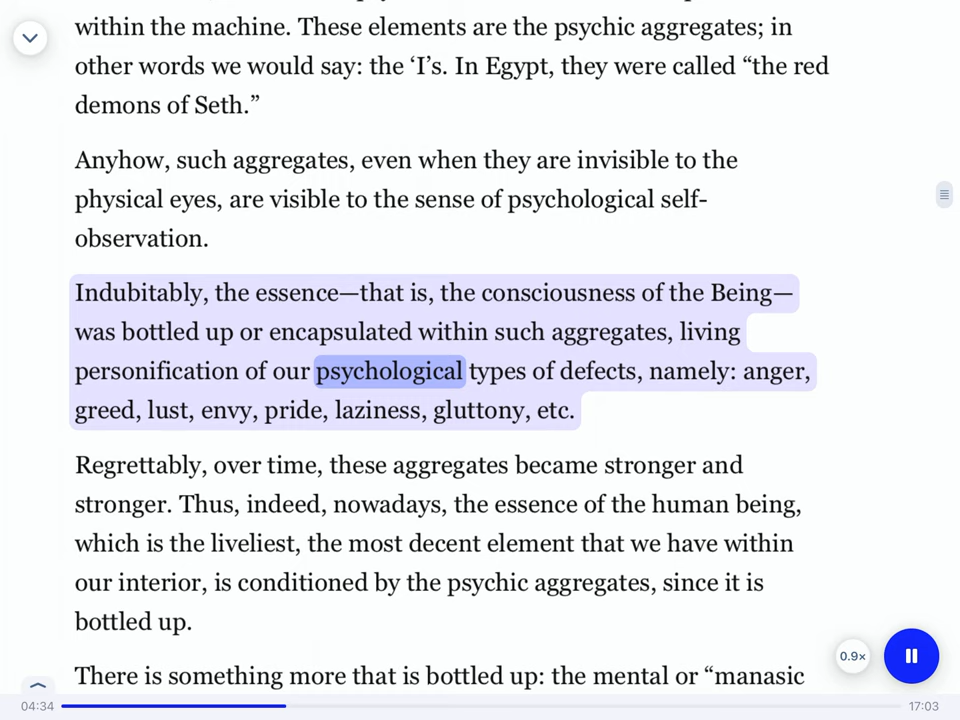 within the machine. These elements are the psychic aggregates; in
other words we would say: the ‘I’s. In Egypt, they were called “the red
demons of Seth.”
Anyhow, such aggregates, even when they are invisible to the
physical eyes, are visible to the sense of psychological self-
observation.
Indubitably, the essence—that is, the consciousness of the Being—
was bottled up or encapsulated within such aggregates, living
personification of our psychological types of defects, namely: anger,
greed, lust, envy, pride, laziness, gluttony, etc.
Regrettably, over time, these aggregates became stronger and
stronger. Thus, indeed, nowadays, the essence of the human being,
which is the liveliest, the most decent element that we have within
our interior, is conditioned by the psychic aggregates, since it is
bottled up.
There is something more that is bottled up: the mental or “manasic
0.9×
04:34
17:03